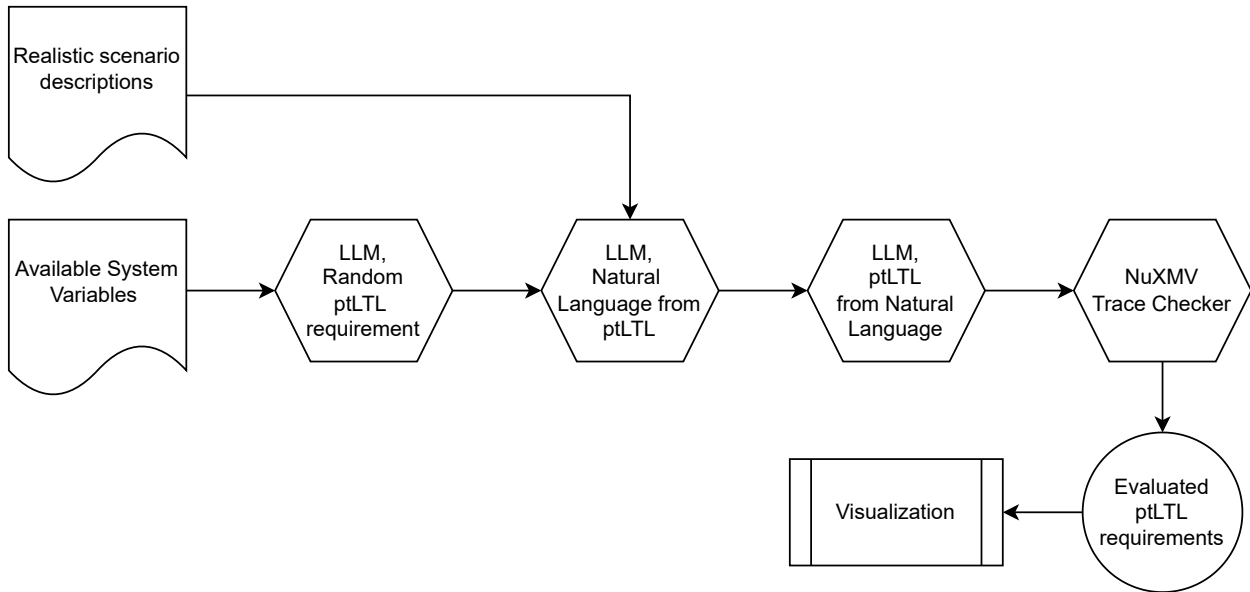 Realistic scenario
descriptions
Available System
Variables
LLM,
Random
ptLTL
requirement
LLM,
Natural
Language from
ptLTL
LLM,
ptLTL
from Natural
Language
NuXMV
Trace Checker
Visualization
Evaluated
ptLTL
requirements